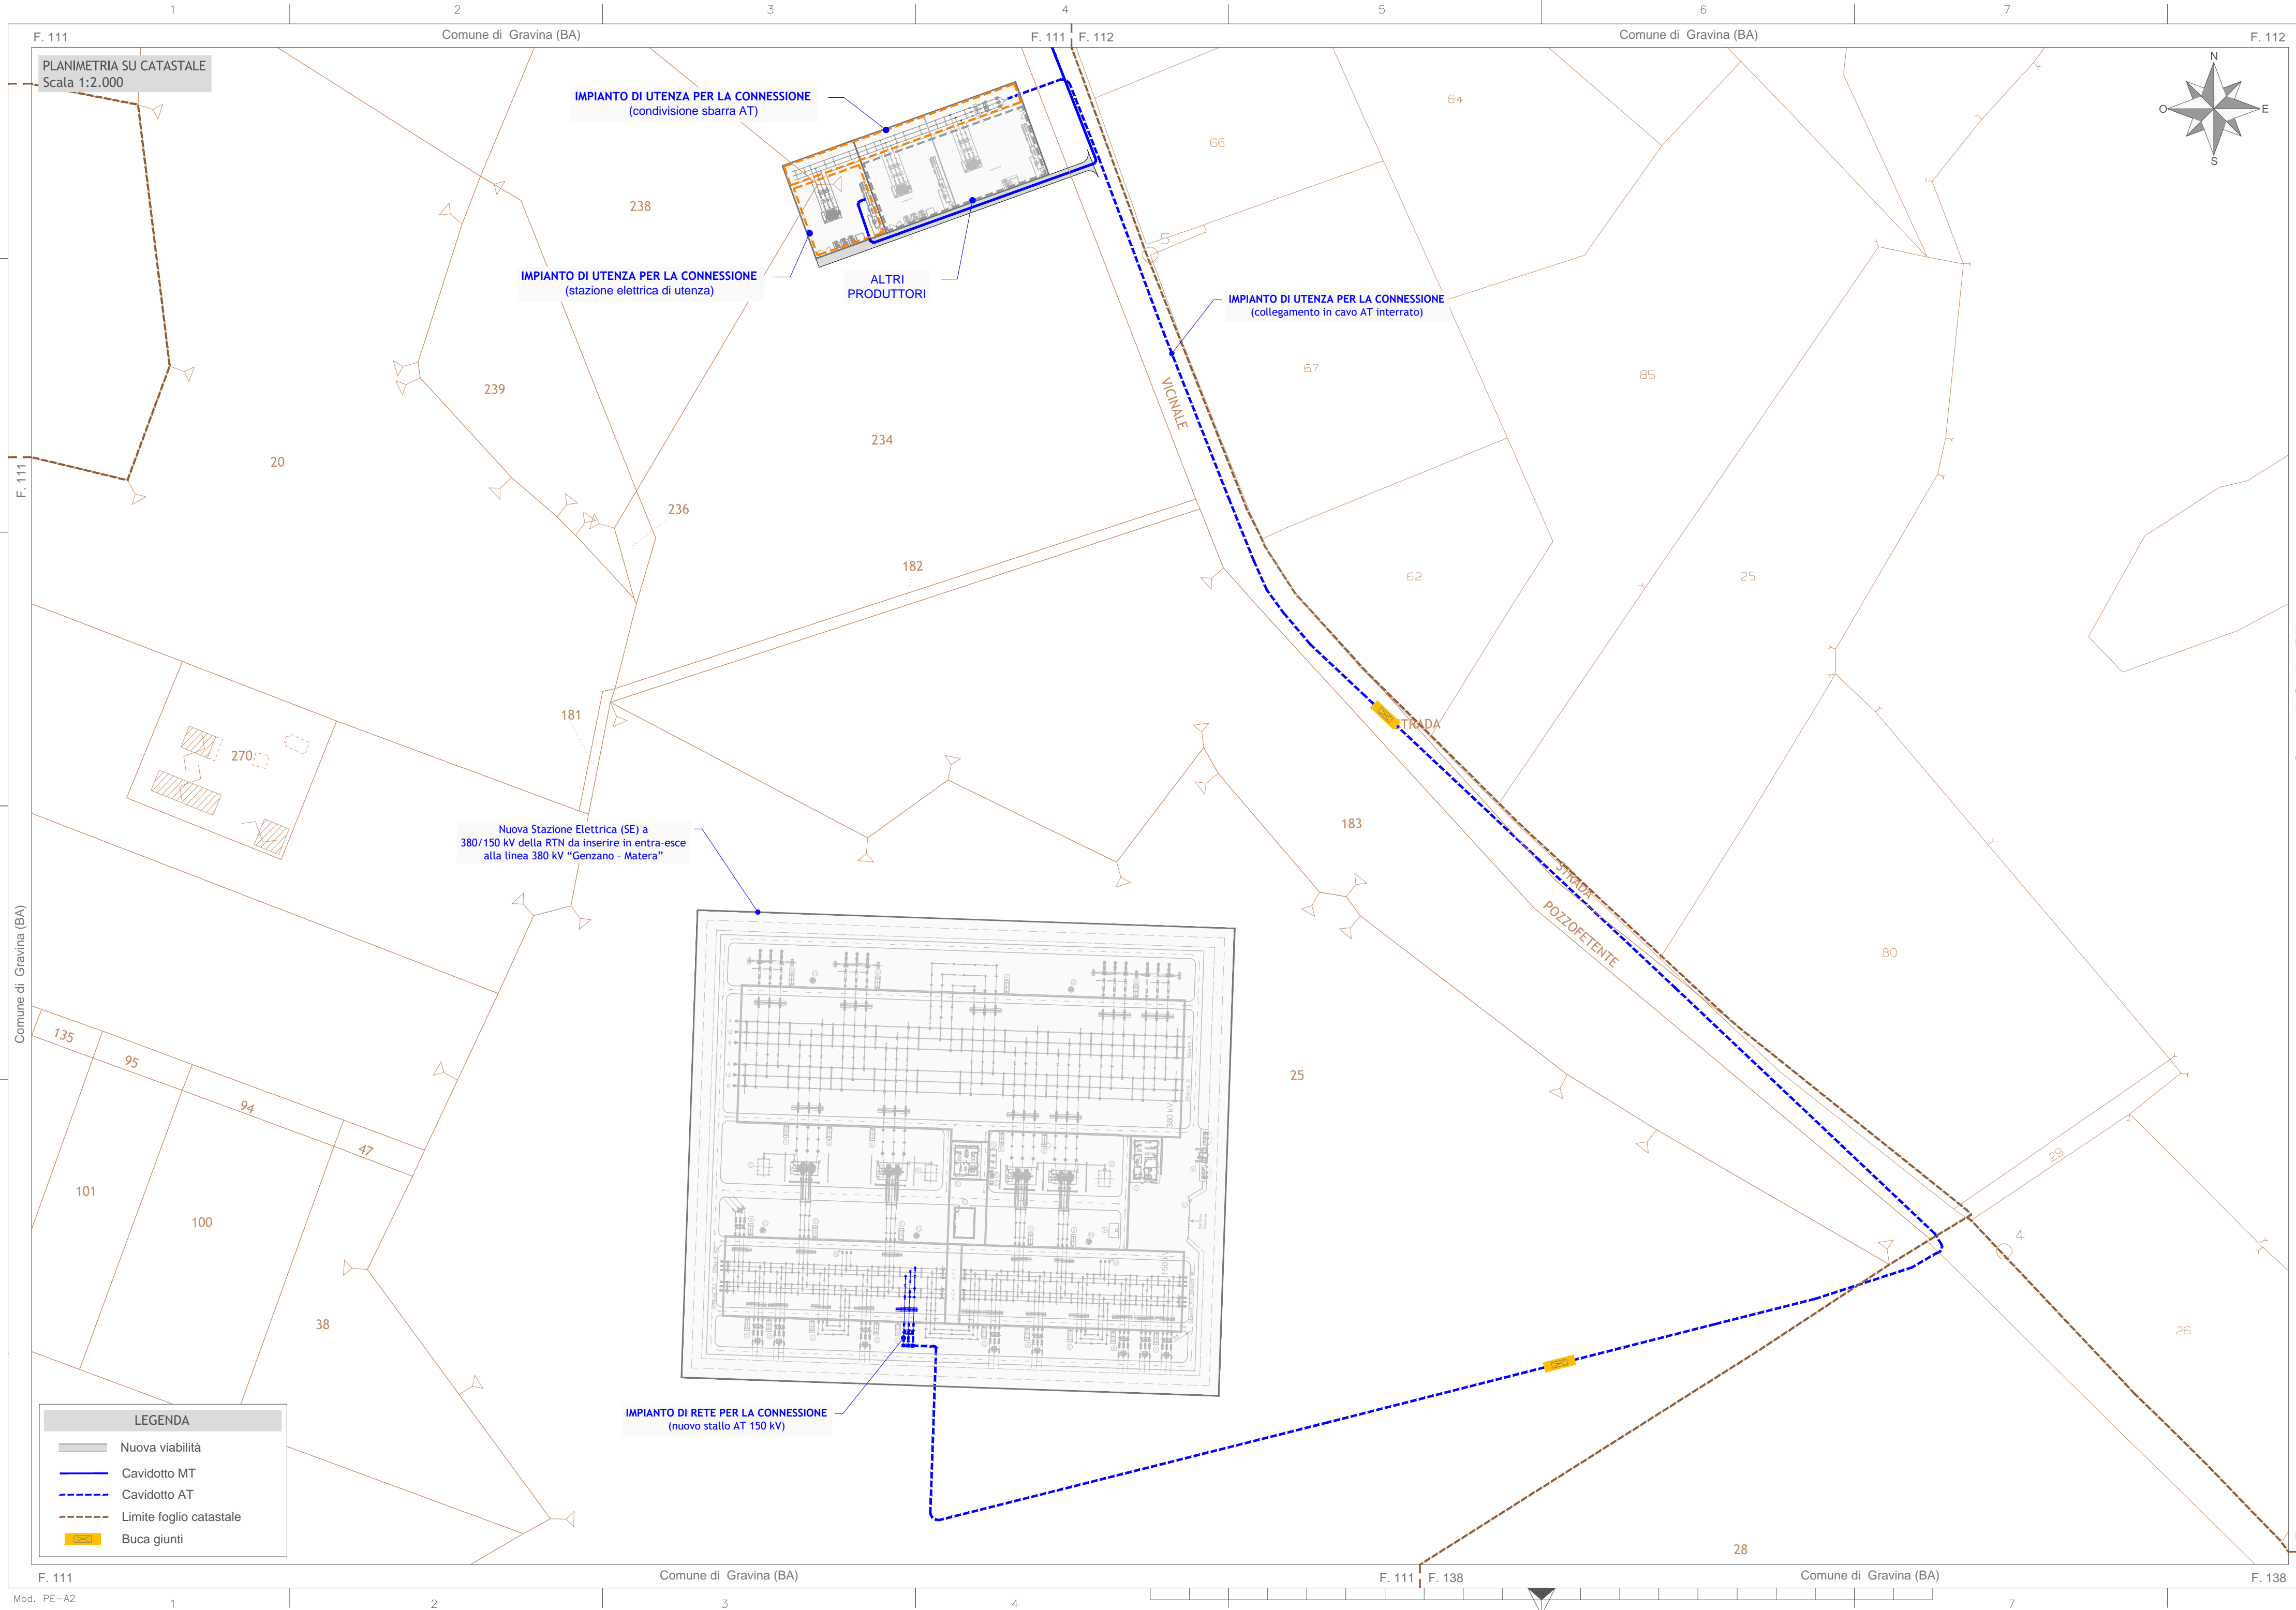 1 2 3 4 5 6 7
F. 111 Comune di Gravina (BA) F. 111 F. 112 Comune di Gravina (BA) F. 112
PLANIMETRIA SU CATASTALE
Scala 1:2.000
N
O E
S
IMPIANTO DI UTENZA PER LA CONNESSIONE
(condivisione sbarra AT)
64
66
238
5
IMPIANTO DI UTENZA PER LA CONNESSIONE
(stazione elettrica di utenza)
ALTRI
PRODUTTORI
IMPIANTO DI UTENZA PER LA CONNESSIONE
(collegamento in cavo AT interrato)
67
85
239
VICINALE
234
20
F. 111
236
182
62
25
181
TRADA
270
183
Nuova Stazione Elettrica (SE) a
380/150 kV della RTN da inserire in entra-esce
alla linea 380 kV “Genzano – Matera”
STRADA
POZZOFETENTE
80
Comune di Gravina (BA)
135
95
94
47
25
380 kV
29
101
100
4
150 kV
38
26
IMPIANTO DI RETE PER LA CONNESSIONE
(nuovo stallo AT 150 kV)
LEGENDA
Nuova viabilità
Cavidotto MT
Cavidotto AT
Limite foglio catastale
Buca giunti
28
F. 111 Comune di Gravina (BA) F. 111 F. 138 Comune di Gravina (BA) F. 138
Mod. PE-A2
1 2 3 4 7